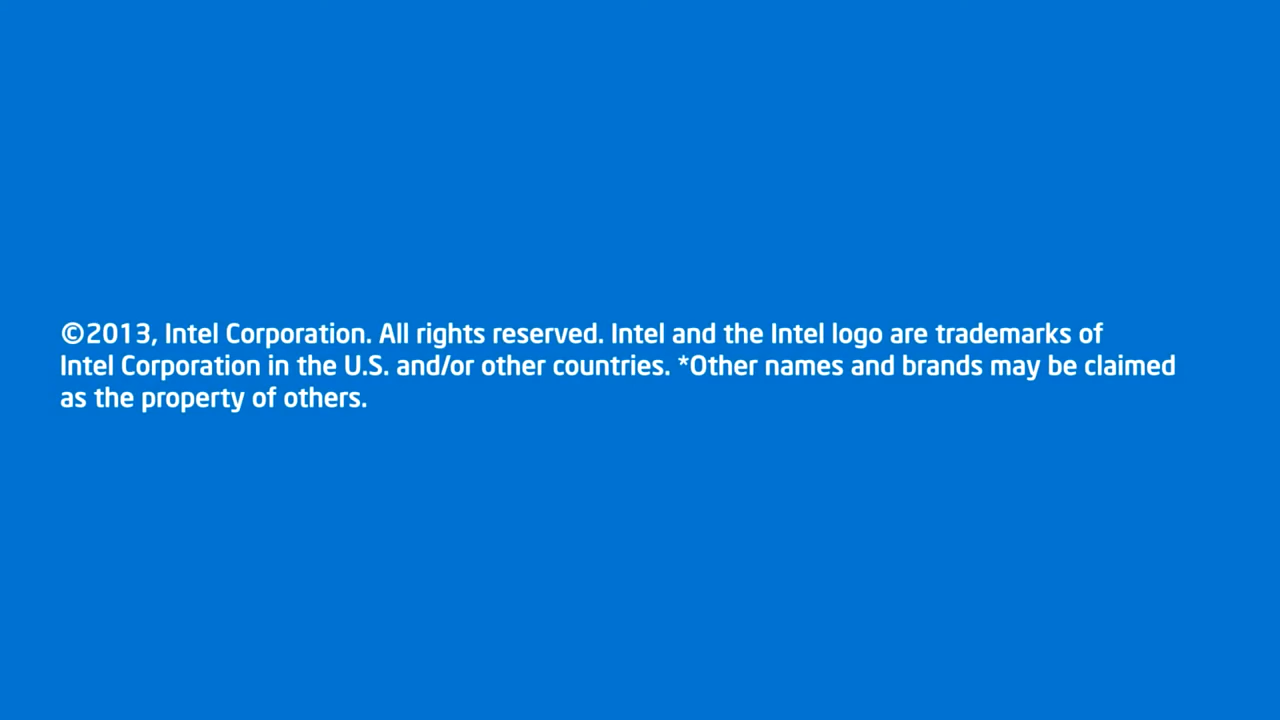 ©2013, Intel Corporation. All rights reserved. Intel and the Intel logo are trademarks of
Intel Corporation in the U.S. and/or other countries. *Other names and brands may be claimed
as the property of others.